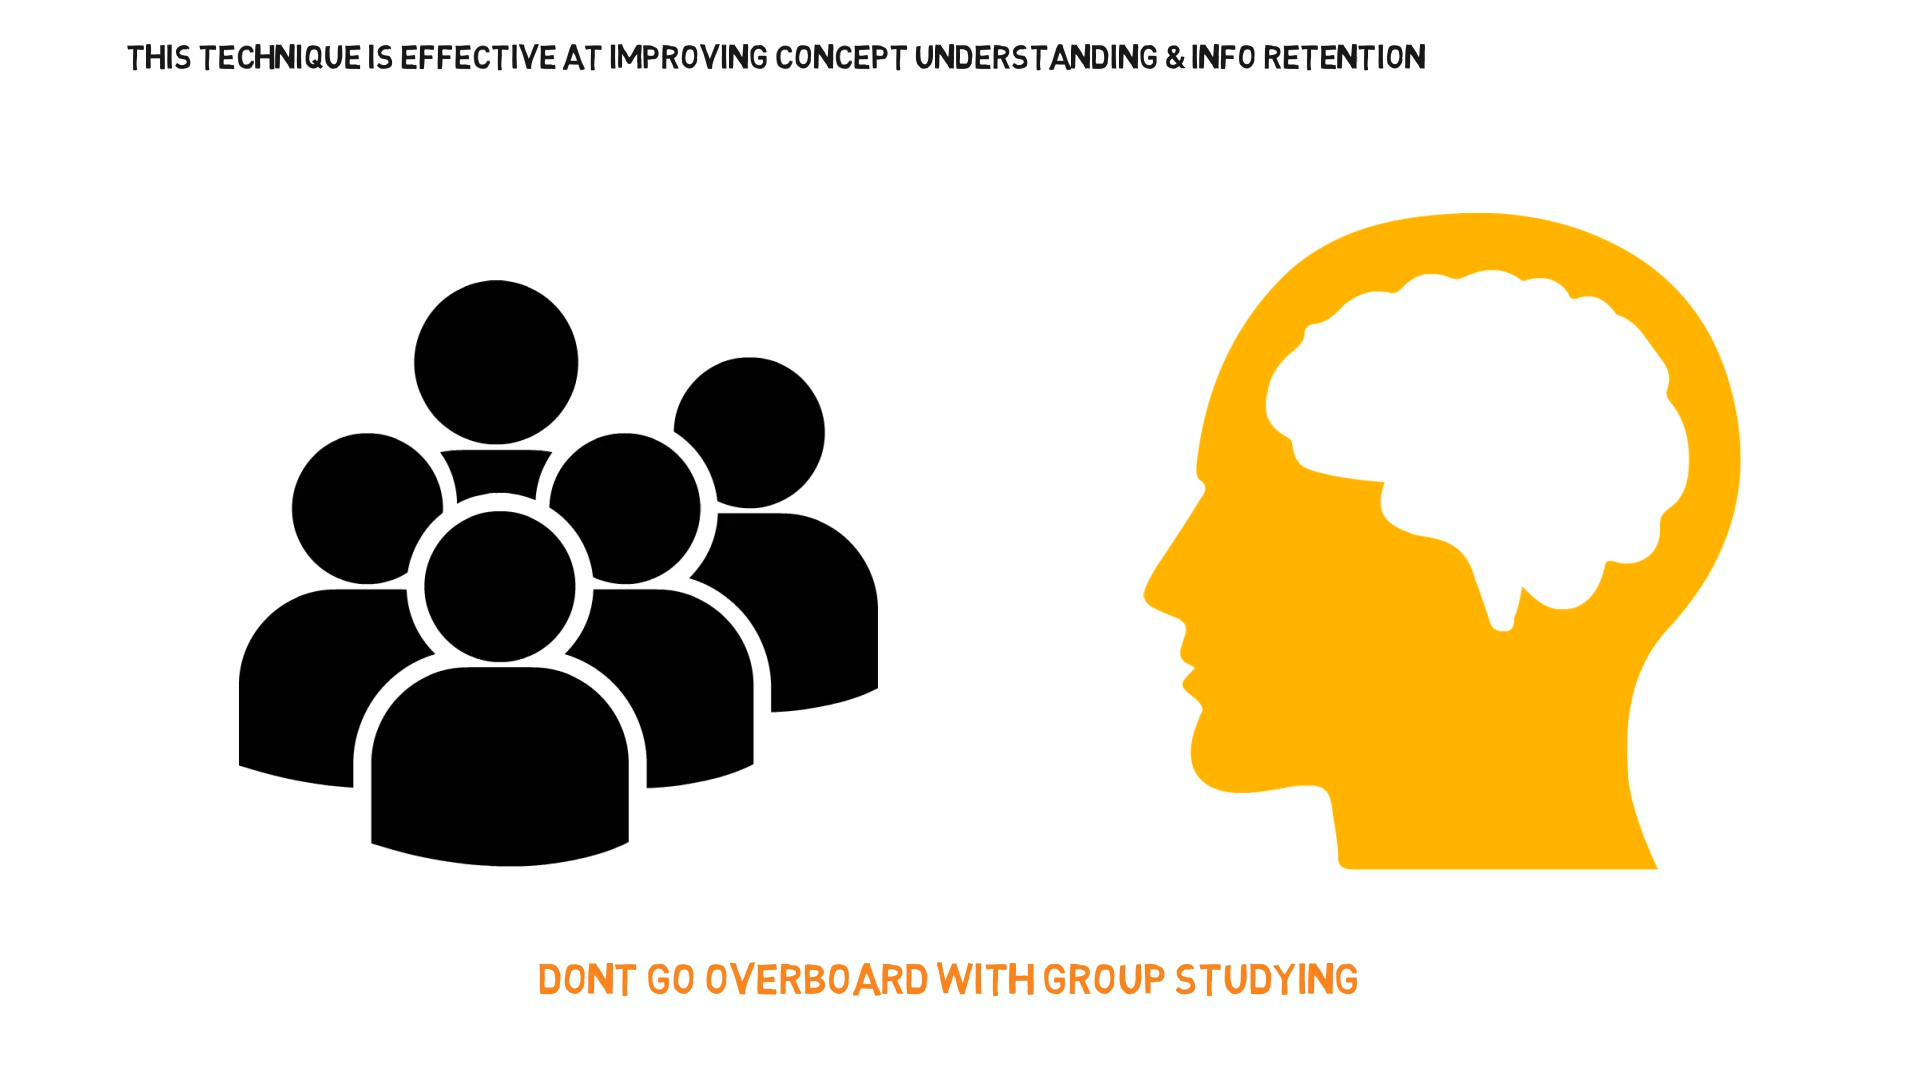 THIS TECHNIQUE IS EFFECTIVE AT IMPROVING CONCEPT UNDERSTANDING & INFO RETENTION
DONT GO OVERBOARD WITH GROUP STUDYING